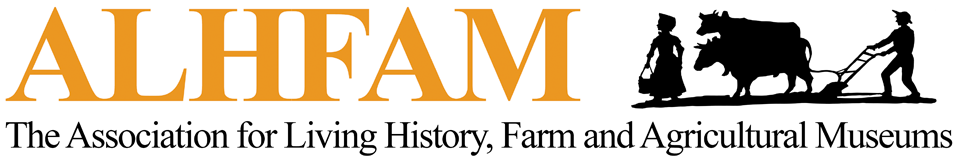 ALHFAM
The Association for Living History, Farm and Agricultural Museums